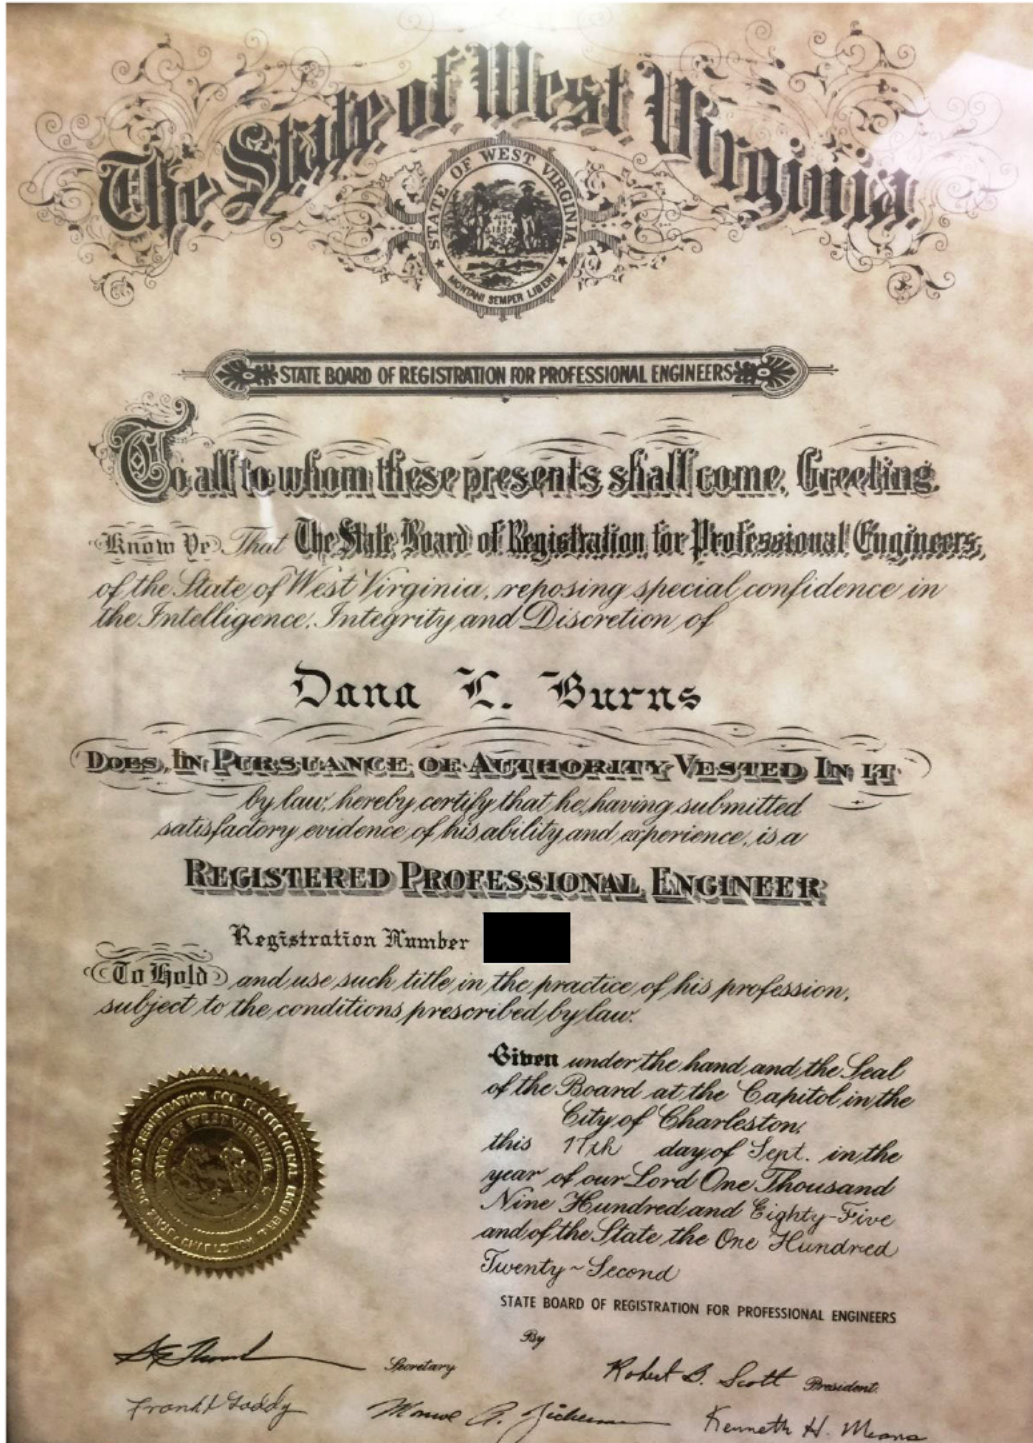 The State of West Virginia
STATE OF WEST VIRGINIA
MONTANI SEMPER LIBERI
STATE BOARD OF REGISTRATION FOR PROFESSIONAL ENGINEERS
To all to whom these presents shall come, Greeting.
Know Ye. That The State Board of Registration for Professional Engineers,
of the State of West Virginia, reposing special confidence in
the Intelligence, Integrity and Discretion of
Dana L. Burns
DOES, IN PURSUANCE OF AUTHORITY VESTED IN IT
by law, hereby certify that he, having submitted
satisfactory evidence of his ability and experience, is a
REGISTERED PROFESSIONAL ENGINEER
Registration Number
To Hold and use such title in the practice of his profession,
subject to the conditions prescribed by law.
Given under the hand and the Seal
of the Board at the Capitol in the
City of Charleston,
this 17th day of Sept. in the
year of our Lord One Thousand
Nine Hundred and Eighty-Five
and of the State the One Hundred
Twenty~Second
STATE BOARD OF REGISTRATION FOR PROFESSIONAL ENGINEERS
By
Secretary
Robert B. Scott President
Frank Gaddy
Kenneth H. Means
STATE OF WEST VIRGINIA